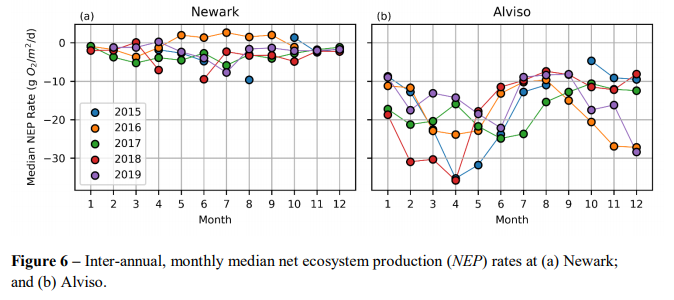 Newark
Alviso
(a)
(b)
Median NEP Rate (g O₂/m²/d)
0
−10
−20
−30
2015
2016
2017
2018
2019
1 2 3 4 5 6 7 8 9 10 11 12
1 2 3 4 5 6 7 8 9 10 11 12
Month
Month
Figure 6 – Inter-annual, monthly median net ecosystem production (NEP) rates at (a) Newark;
and (b) Alviso.